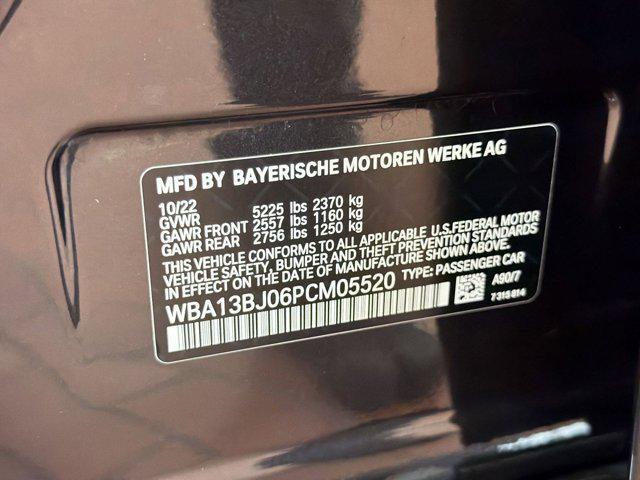 MFD BY BAYERISCHE MOTOREN WERKE AG
10/22
GVWR 5225 lbs 2370 kg
GAWR FRONT 2557 lbs 1160 kg
GAWR REAR 2756 lbs 1250 kg
THIS VEHICLE CONFORMS TO ALL APPLICABLE U.S.FEDERAL MOTOR
VEHICLE SAFETY, BUMPER AND THEFT PREVENTION STANDARDS
IN EFFECT ON THE DATE OF MANUFACTURE SHOWN ABOVE.
WBA13BJ06PCM05520 TYPE: PASSENGER CAR
A90/7
7315814